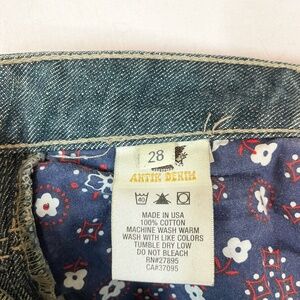 28
ANTIK DENIM
40
MADE IN USA
100% COTTON
MACHINE WASH WARM
WASH WITH LIKE COLORS
TUMBLE DRY LOW
DO NOT BLEACH
RN#27895
CA#37095